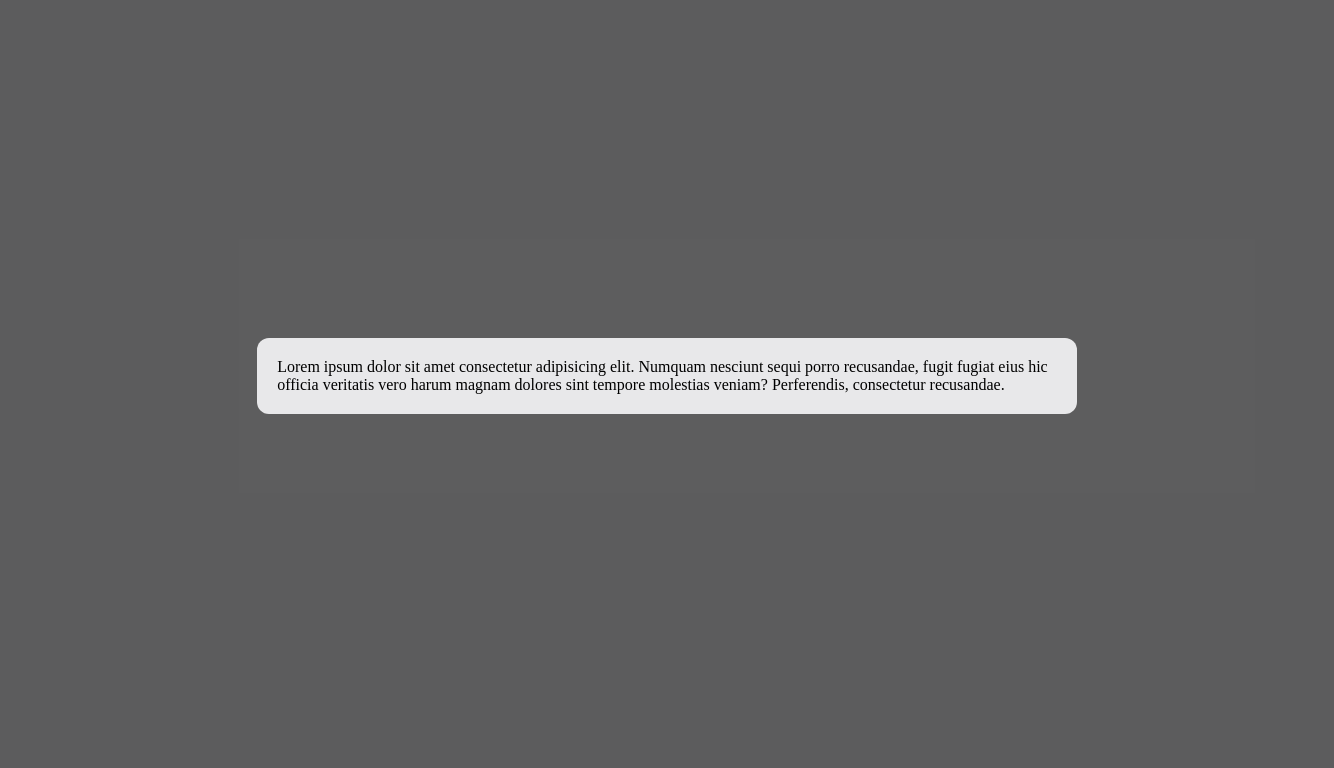 Lorem ipsum dolor sit amet consectetur adipisicing elit. Numquam nesciunt sequi porro recusandae, fugit fugiat eius hic
officia veritatis vero harum magnam dolores sint tempore molestias veniam? Perferendis, consectetur recusandae.